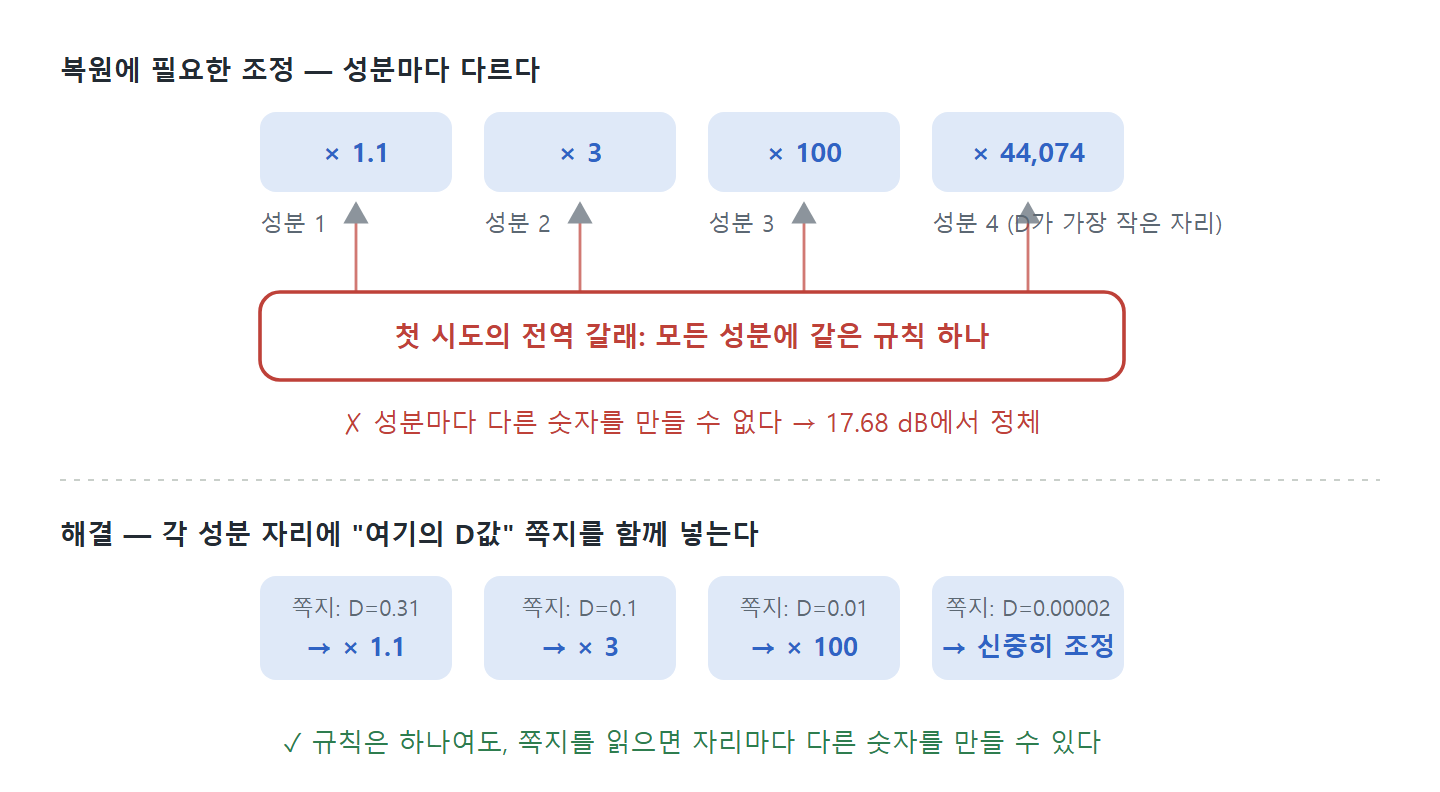 복원에 필요한 조정 — 성분마다 다르다
× 1.1
× 3
× 100
× 44,074
성분 1
성분 2
성분 3
성분 4 (D가 가장 작은 자리)
첫 시도의 전역 갈래: 모든 성분에 같은 규칙 하나
✗ 성분마다 다른 숫자를 만들 수 없다 → 17.68 dB에서 정체
해결 — 각 성분 자리에 "여기의 D값" 쪽지를 함께 넣는다
쪽지: D=0.31
→ × 1.1
쪽지: D=0.1
→ × 3
쪽지: D=0.01
→ × 100
쪽지: D=0.00002
→ 신중히 조정
✓ 규칙은 하나여도, 쪽지를 읽으면 자리마다 다른 숫자를 만들 수 있다